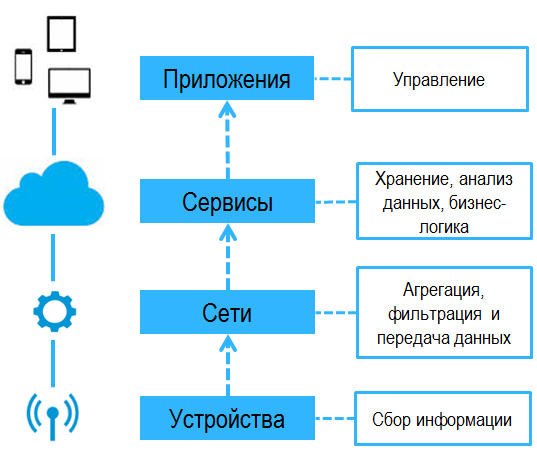 Приложения
Управление
Сервисы
Хранение, анализ
данных, бизнес-
логика
Сети
Агрегация,
фильтрация и
передача данных
Устройства
Сбор информации